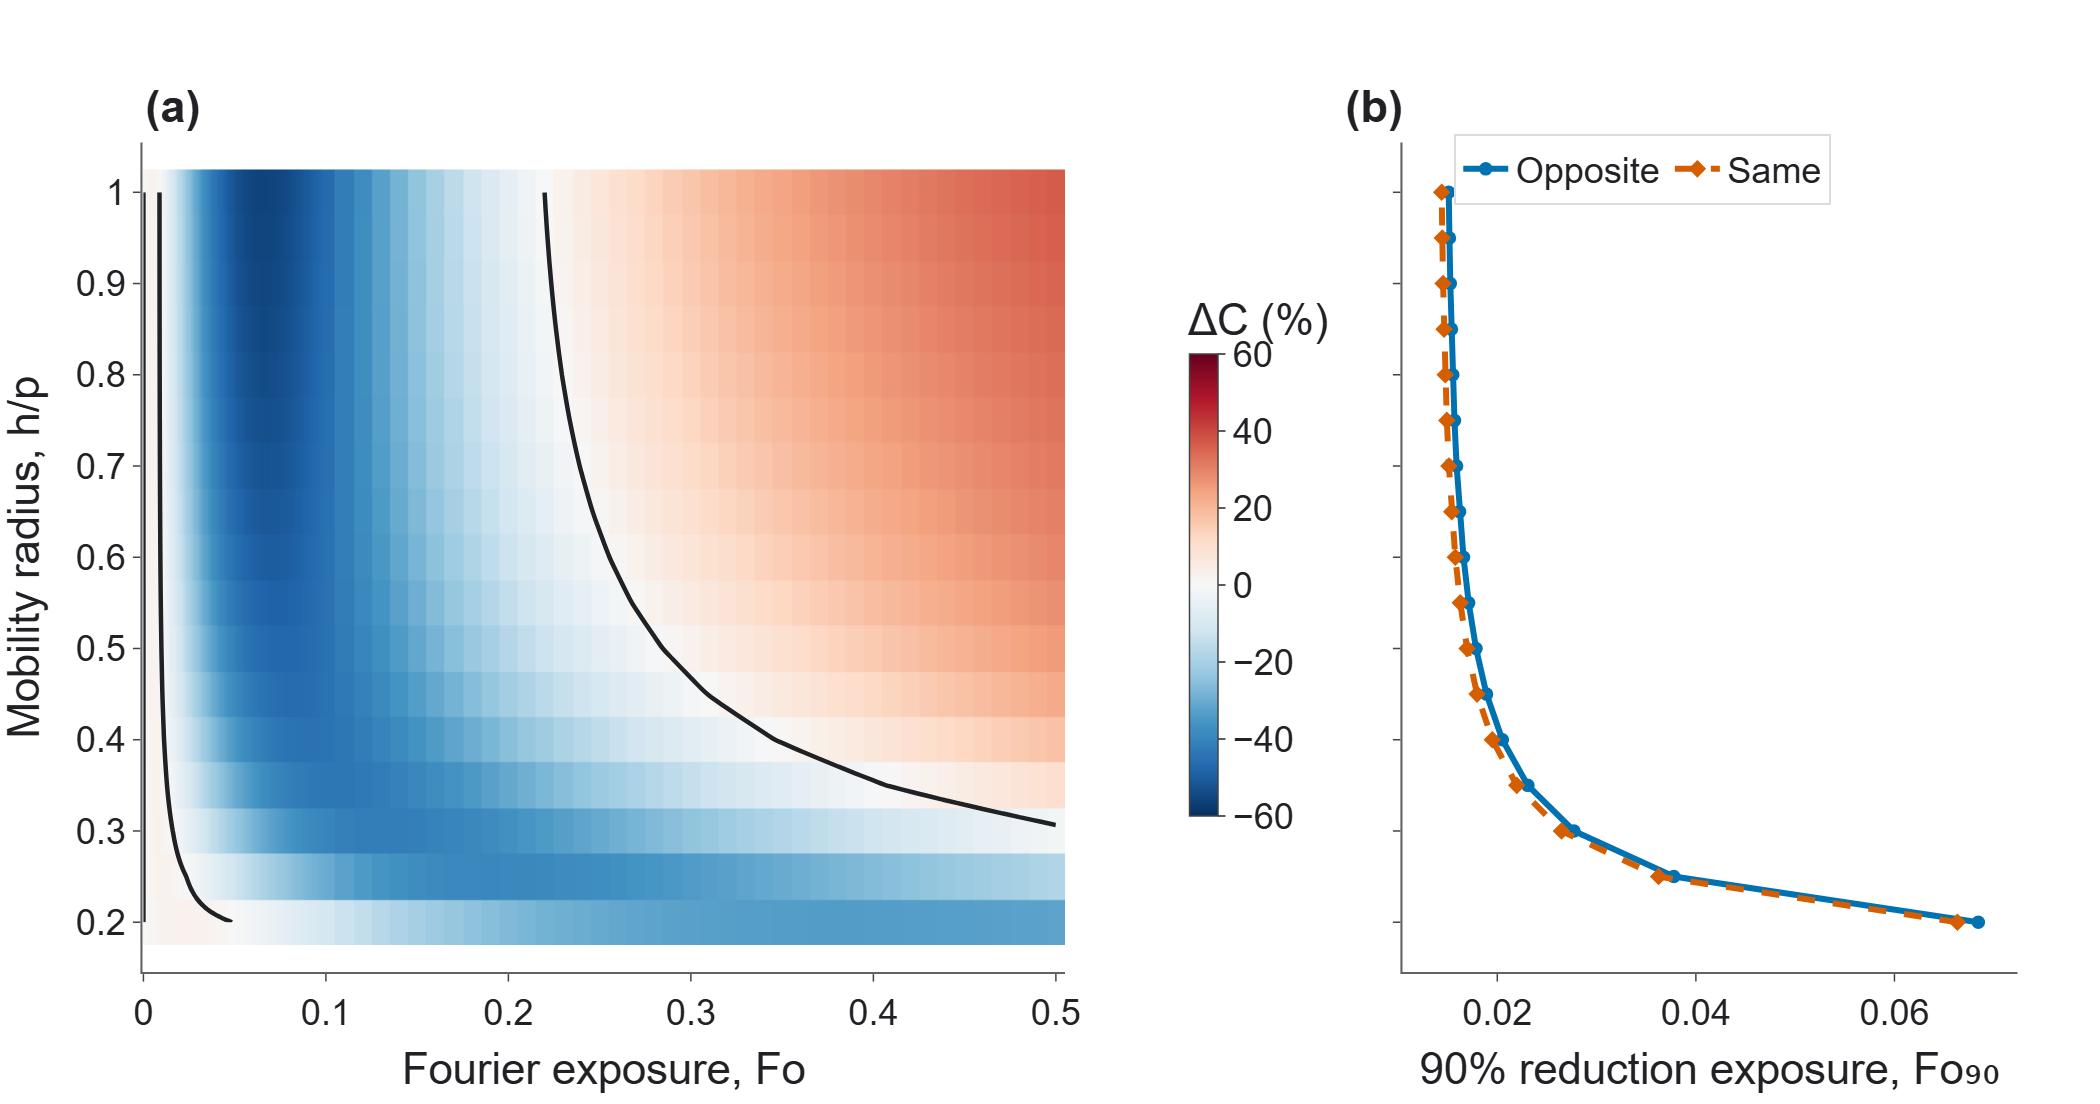 (a)
Mobility radius, h/p
1
0.9
0.8
0.7
0.6
0.5
0.4
0.3
0.2
0 0.1 0.2 0.3 0.4 0.5
Fourier exposure, Fo
ΔC (%)
60
40
20
0
−20
−40
−60
(b)
Opposite Same
0.02 0.04 0.06
90% reduction exposure, Fo₉₀